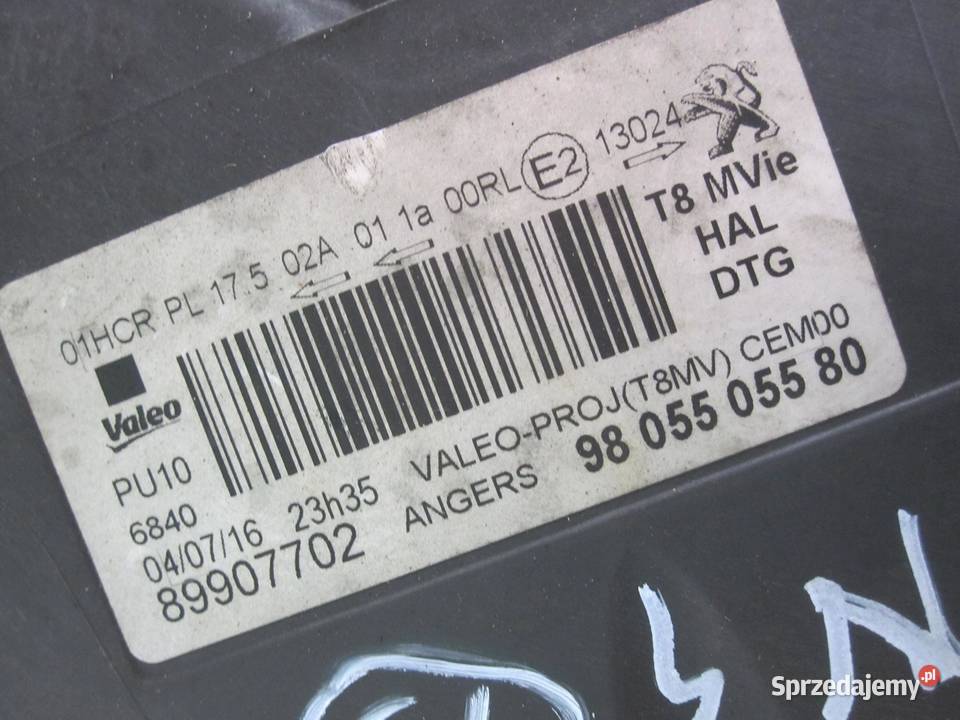 01HCR PL 17.5 02A 01 1a 00RL E2 13024
T8 MVie
HAL
DTG
Valeo
PU10
6840
04/07/16 23h35
89907702
VALEO-PROJ(T8MV) CEMD0
ANGERS 98 055 055 80
Sprzedajemy.pl